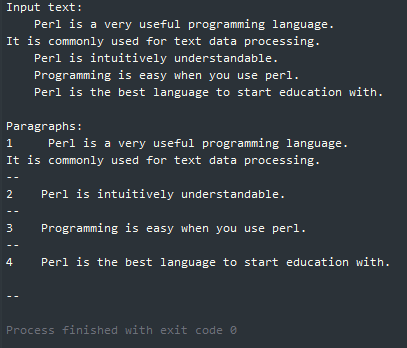 Input text:
    Perl is a very useful programming language.
It is commonly used for text data processing.
    Perl is intuitively understandable.
    Programming is easy when you use perl.
    Perl is the best language to start education with.

Paragraphs:
1     Perl is a very useful programming language.
It is commonly used for text data processing.
--
2    Perl is intuitively understandable.
--
3    Programming is easy when you use perl.
--
4    Perl is the best language to start education with.

--

Process finished with exit code 0